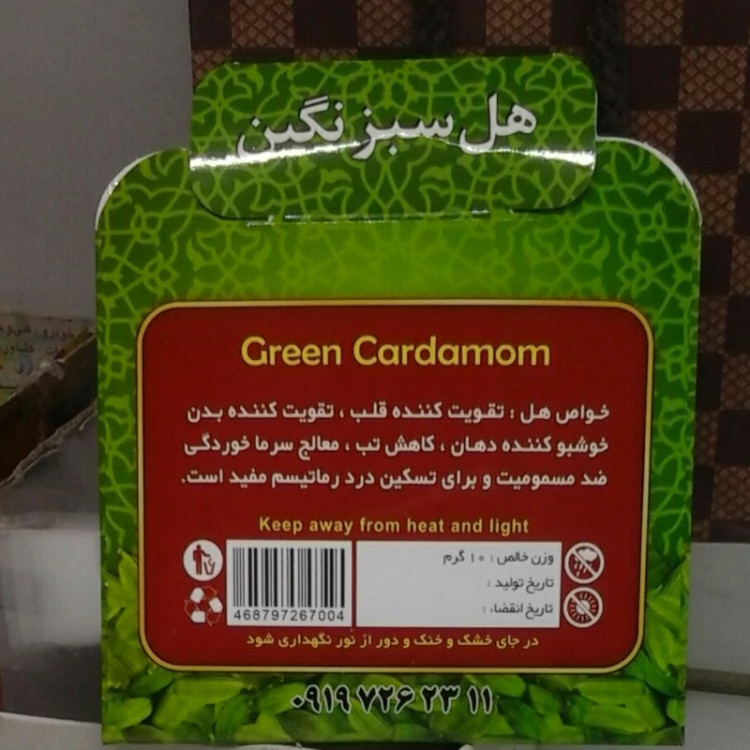 هل سبز نگین
Green Cardamom
خواص هل : تقویت کننده قلب ، تقویت کننده بدن
خوشبو کننده دهان ، کاهش تب ، معالج سرما خوردگی
ضد مسمومیت و برای تسکین درد رماتیسم مفید است.
Keep away from heat and light
وزن خالص : ۱۰ گرم
تاریخ تولید :
تاریخ انقضاء :
468797267004
در جای خشک و خنک و دور از نور نگهداری شود
۰۹۱۹ ۷۲۶ ۲۳ ۱۱